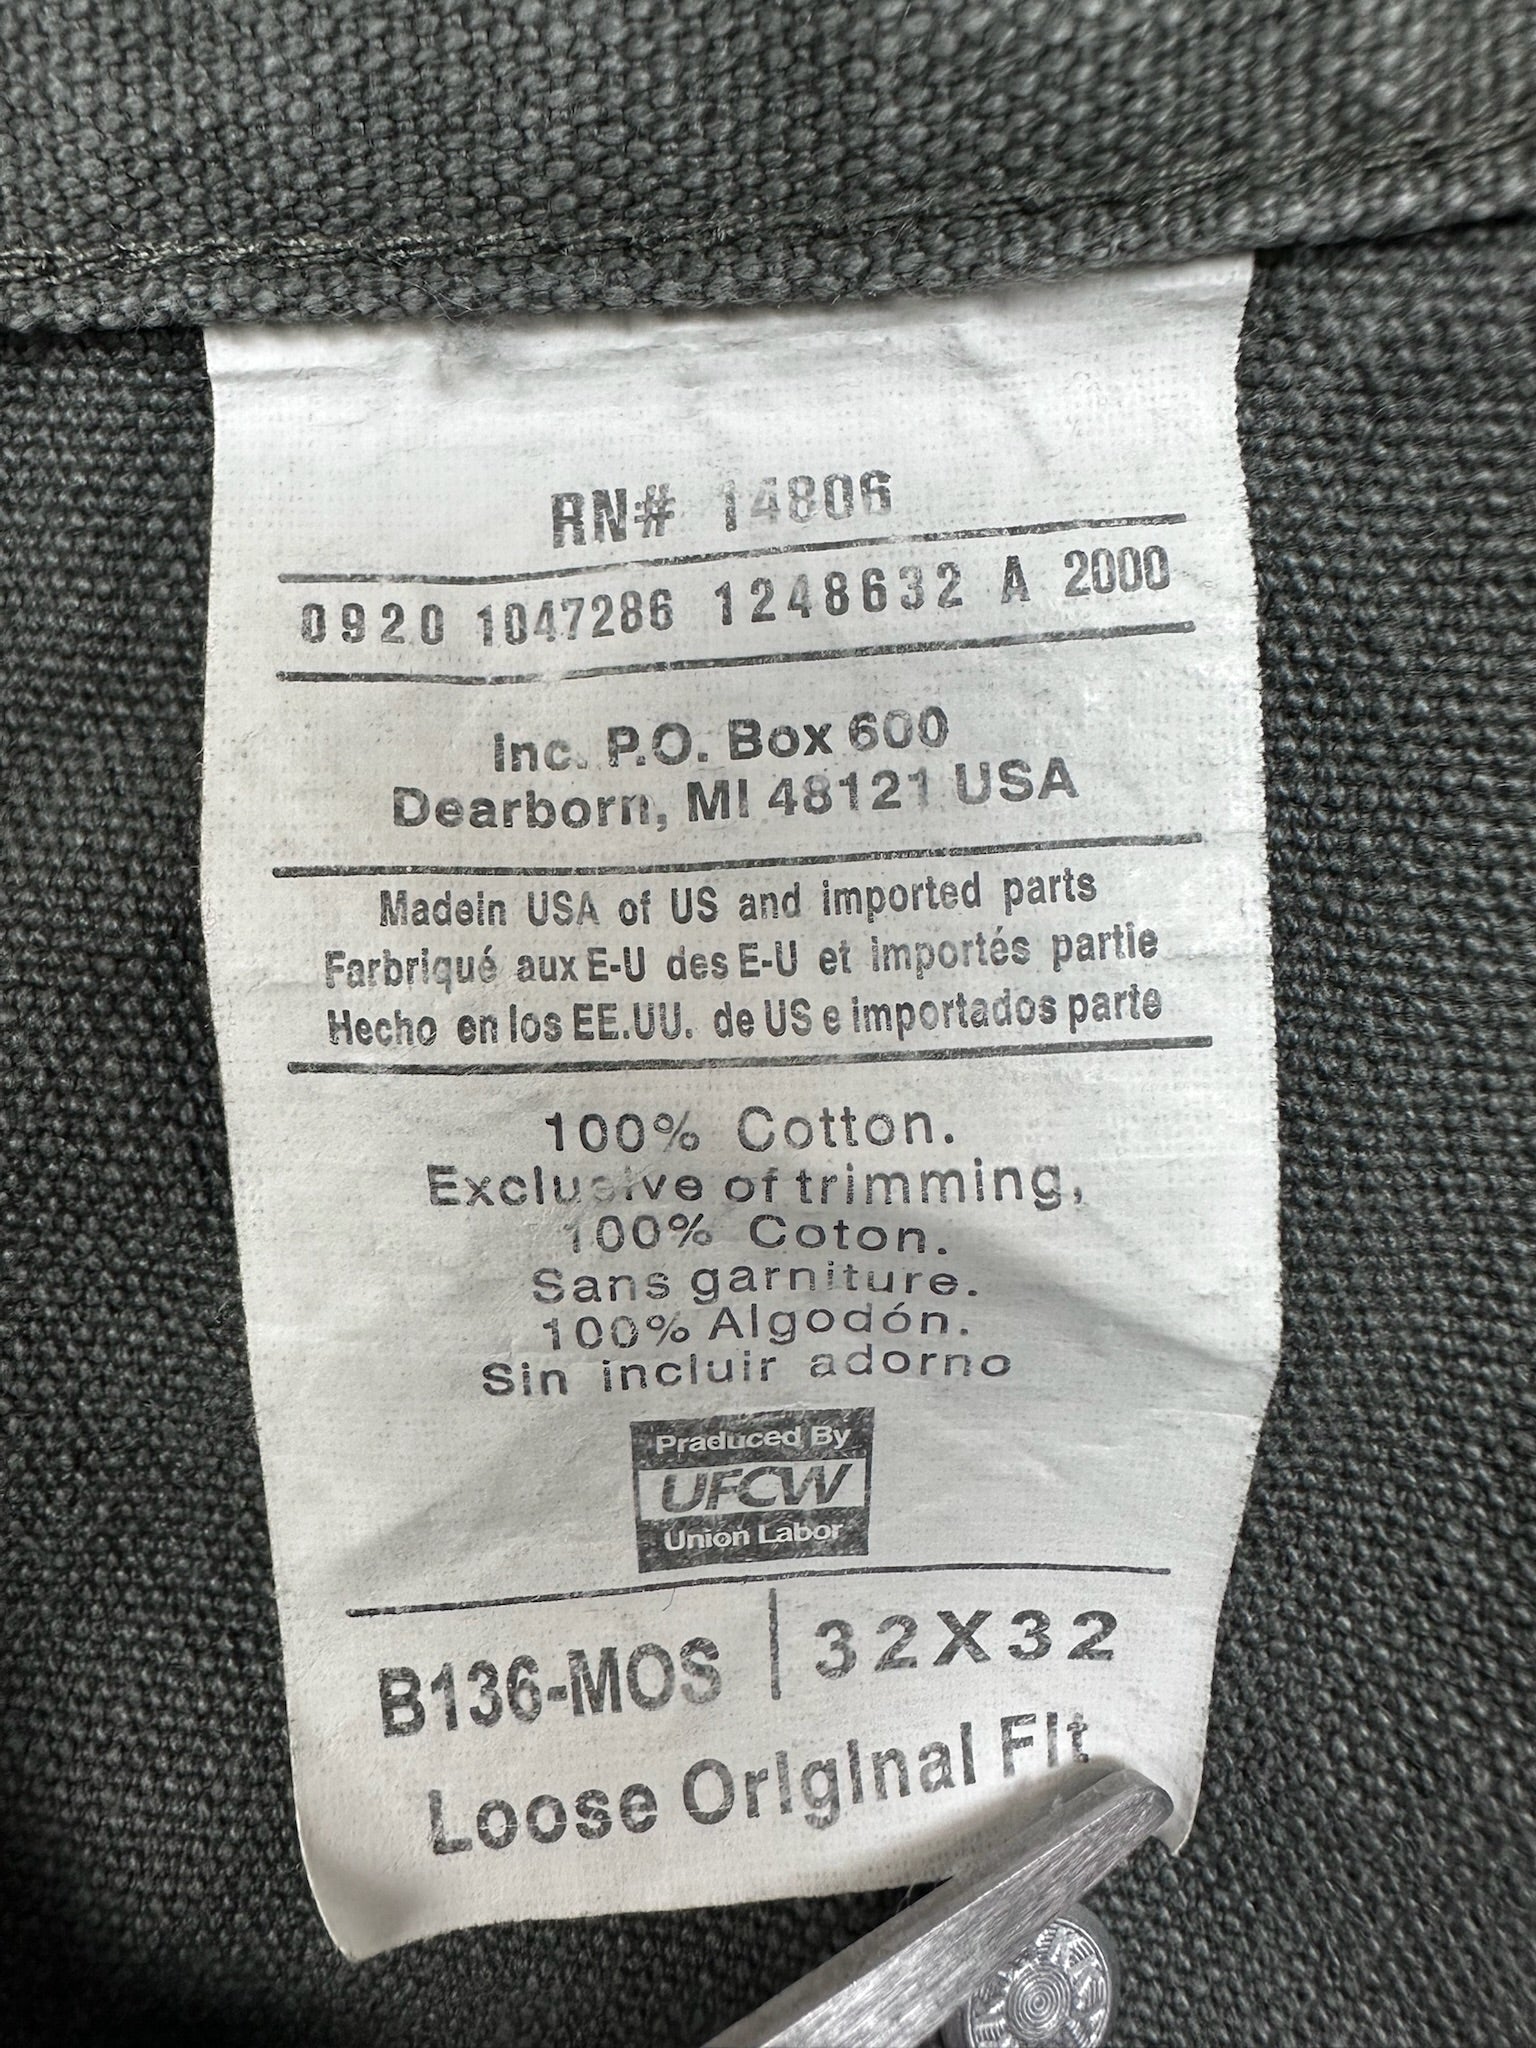 RN# 14806
0920 1047286 1248632 A 2000
Inc. P.O. Box 600
Dearborn, MI 48121 USA
Madein USA of US and imported parts
Farbriqué aux E-U des E-U et importés partie
Hecho en los EE.UU. de US e importados parte
100% Cotton.
Exclusive of trimming,
100% Coton.
Sans garniture.
100% Algodón.
Sin incluir adorno
Praduced By
UFCW
Union Labor
B136-MOS | 32X32
Loose Original Fit